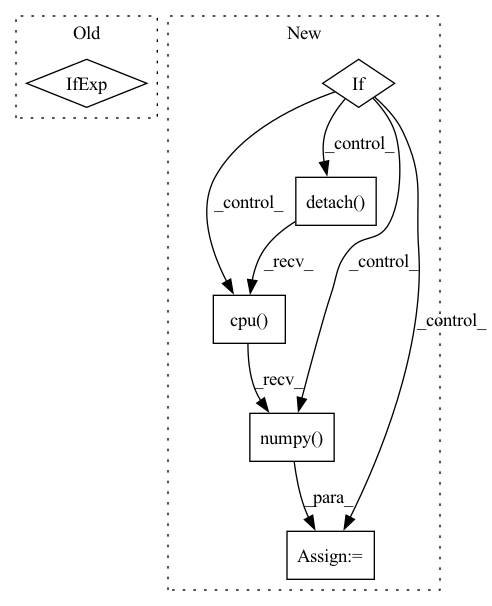 Old
New
IfExp
If
_control_
detach()
_control_
_recv_
_control_
cpu()
_control_
_recv_
numpy()
_para_
Assign:=